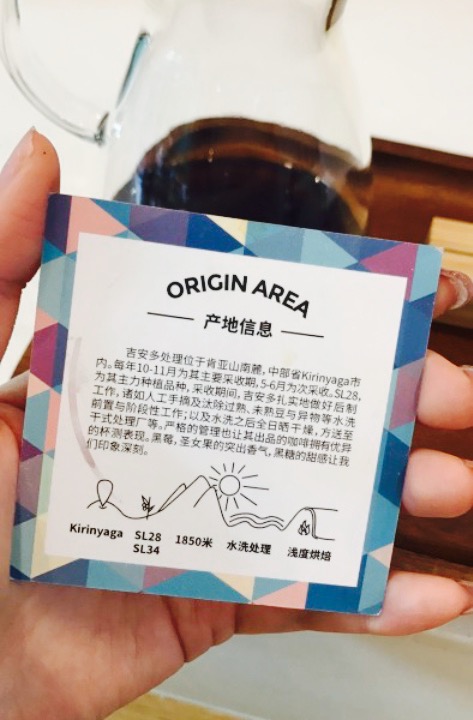 ORIGIN AREA
产地信息
吉安多处理位于肯亚山南麓,中部省Kirinyaga市
内。每年10-11月为其主要采收期,5-6月为次采收。SL28,
为其主力种植品种,采收期间,吉安多扎实地做好后制
工作,诸如人工手摘及汰除过熟、未熟豆与异物等水洗
前置与阶段性工作;以及水洗之后全日晒干燥,方送至
干式处理厂等。严格的管理也让其出品的咖啡拥有优异
的杯测表现。黑莓,圣女果的突出香气,黑糖的甜感让我
们印象深刻。
Kirinyaga SL28 1850米 水洗处理 浅度烘焙
SL34